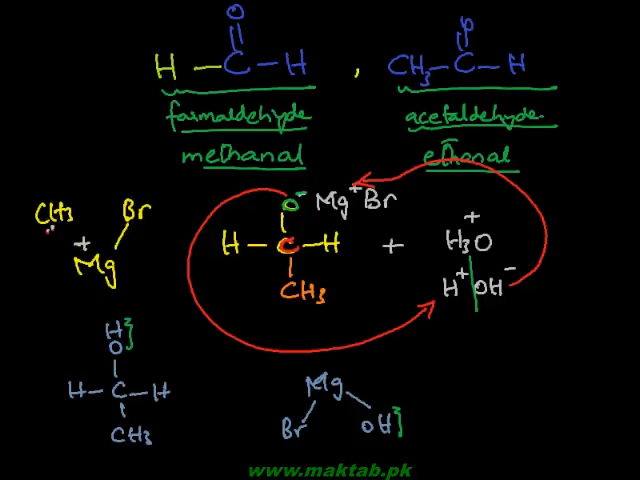 O O
H — C — H , CH3 — C — H
formaldehyde acetaldehyde
methanal ethanal
CH3 Br O⁻ Mg⁺Br
+ H — C — H + H3O⁺
Mg H⁺ OH⁻
CH3
H
O
H — C — H Mg
CH3 Br OH
www.maktab.pk